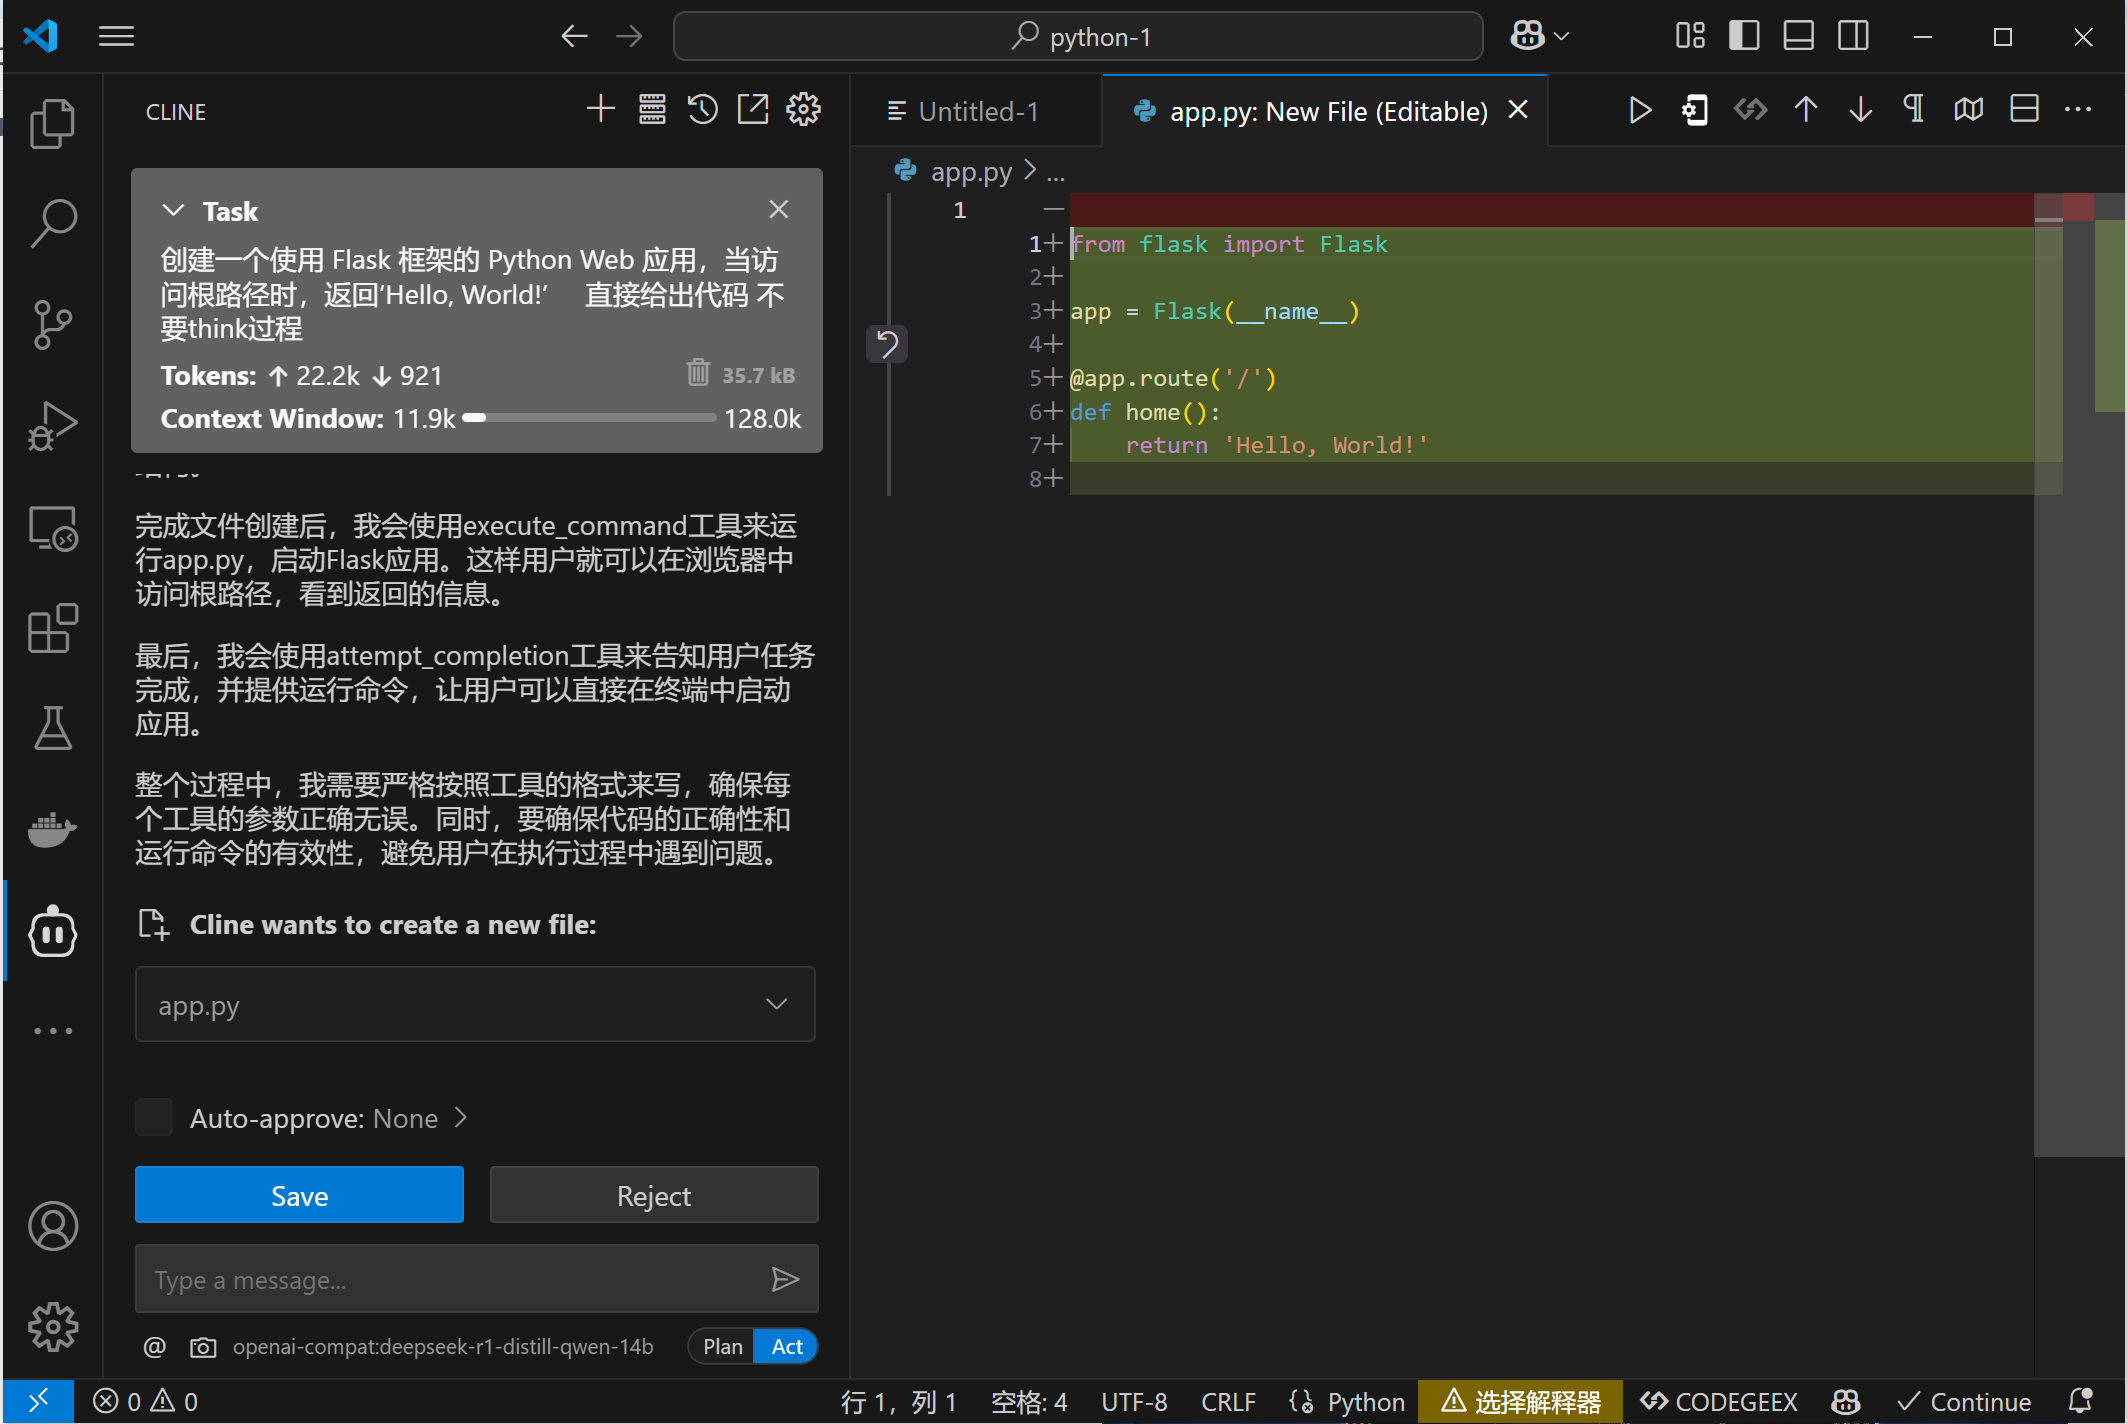 python-1
CLINE
Task
创建一个使用 Flask 框架的 Python Web 应用，当访
问根路径时，返回‘Hello, World!’ 直接给出代码 不
要think过程
Tokens: ↑ 22.2k ↓ 921 35.7 kB
Context Window: 11.9k 128.0k
完成文件创建后，我会使用execute_command工具来运
行app.py，启动Flask应用。这样用户就可以在浏览器中
访问根路径，看到返回的信息。
最后，我会使用attempt_completion工具来告知用户任务
完成，并提供运行命令，让用户可以直接在终端中启动
应用。
整个过程中，我需要严格按照工具的格式来写，确保每
个工具的参数正确无误。同时，要确保代码的正确性和
运行命令的有效性，避免用户在执行过程中遇到问题。
Cline wants to create a new file:
app.py
Auto-approve: None >
Save Reject
Type a message...
@ openai-compat:deepseek-r1-distill-qwen-14b Plan Act
Untitled-1 app.py: New File (Editable)
app.py > ...
1 —
1+ from flask import Flask
2+
3+ app = Flask(__name__)
4+
5+ @app.route('/')
6+ def home():
7+     return 'Hello, World!'
8+
0 0 行 1，列 1 空格: 4 UTF-8 CRLF Python 选择解释器 CODEGEEX Continue